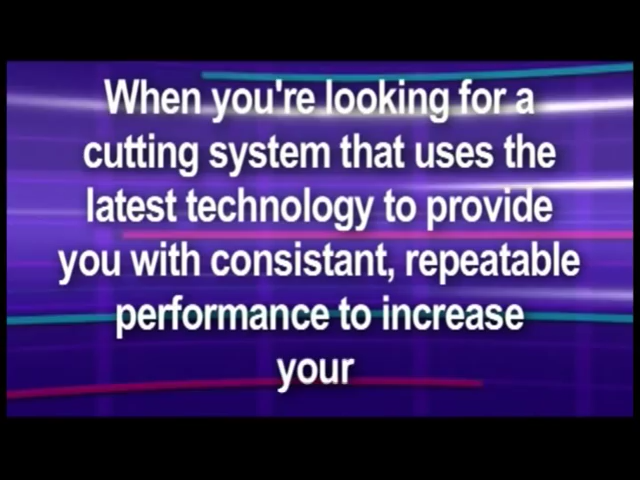 When you're looking for a
cutting system that uses the
latest technology to provide
you with consistant, repeatable
performance to increase
your